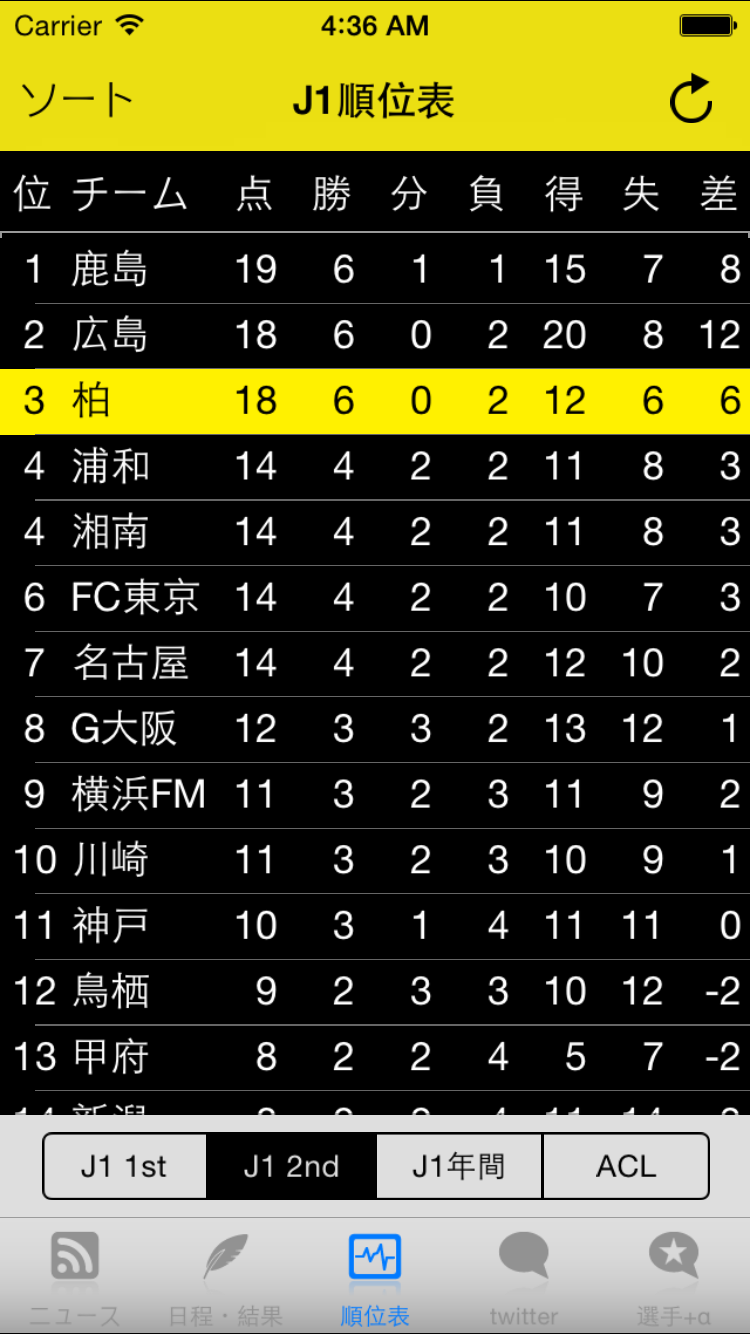 Carrier 4:36 AM
ソート J1順位表
位 チーム 点 勝 分 負 得 失 差
1 鹿島 19 6 1 1 15 7 8
2 広島 18 6 0 2 20 8 12
3 柏 18 6 0 2 12 6 6
4 浦和 14 4 2 2 11 8 3
4 湘南 14 4 2 2 11 8 3
6 FC東京 14 4 2 2 10 7 3
7 名古屋 14 4 2 2 12 10 2
8 G大阪 12 3 3 2 13 12 1
9 横浜FM 11 3 2 3 11 9 2
10 川崎 11 3 2 3 10 9 1
11 神戸 10 3 1 4 11 11 0
12 鳥栖 9 2 3 3 10 12 -2
13 甲府 8 2 2 4 5 7 -2
J1 1st J1 2nd J1年間 ACL
ニュース 日程・結果 順位表 twitter 選手+α